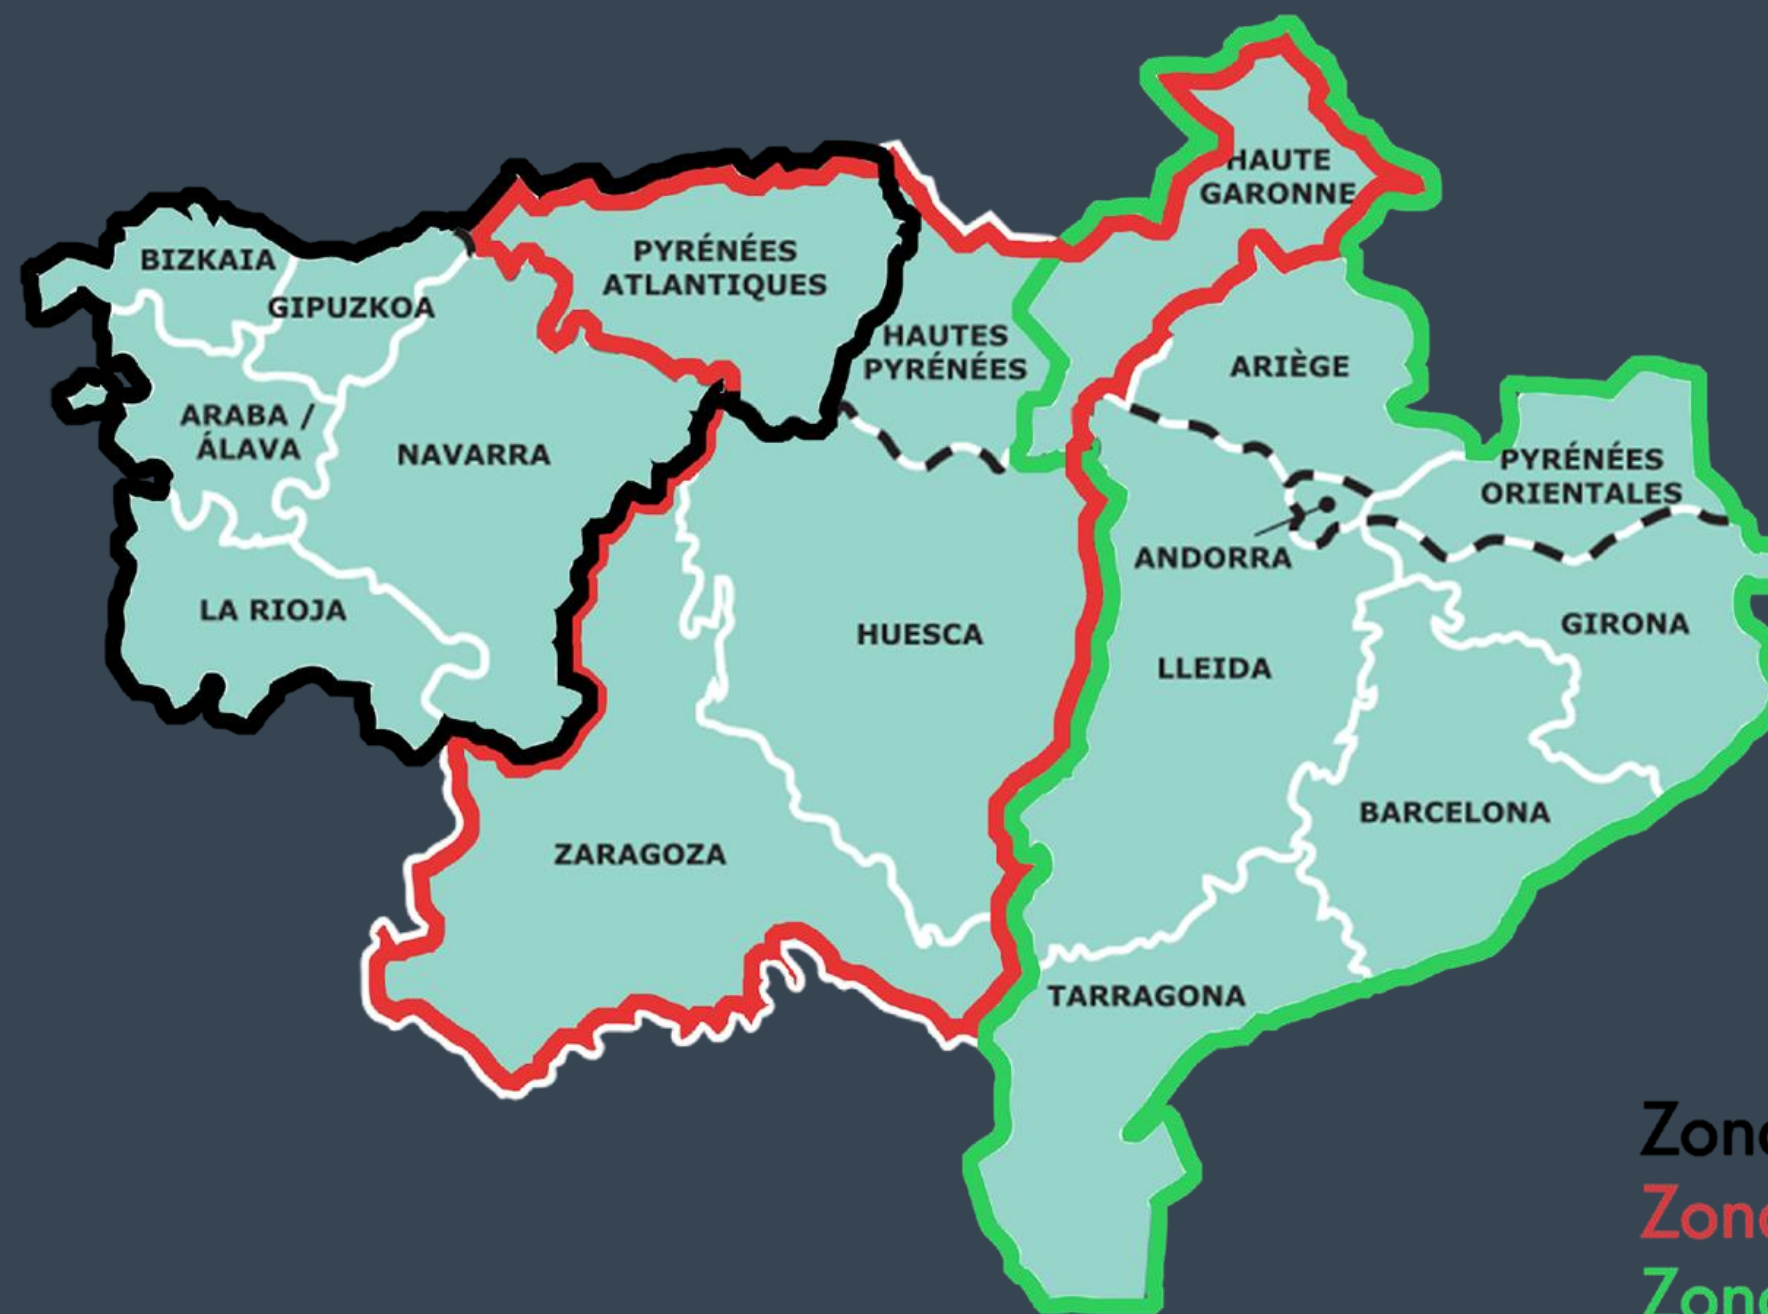 HAUTE
GARONNE
PYRÉNÉES
ATLANTIQUES
BIZKAIA
GIPUZKOA
HAUTES
PYRÉNÉES
ARIÈGE
ARABA /
ÁLAVA
NAVARRA
PYRÉNÉES
ORIENTALES
ANDORRA
LA RIOJA
HUESCA
GIRONA
LLEIDA
BARCELONA
ZARAGOZA
TARRAGONA